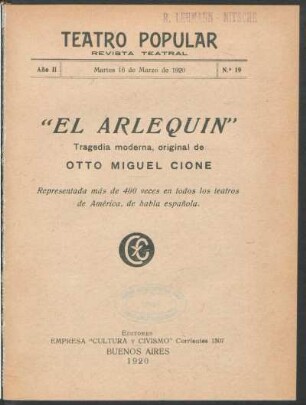 R. LEHMANN-NITSCHE
TEATRO POPULAR
REVISTA TEATRAL
Año II Martes 16 de Marzo de 1920 N.º 19
"EL ARLEQUIN"
Tragedia moderna, original de
OTTO MIGUEL CIONE
Representada más de 400 veces en todos los teatros
de América, de habla española.
EDITORES
EMPRESA "CULTURA y CIVISMO" Corrientes
BUENOS AIRES
1920